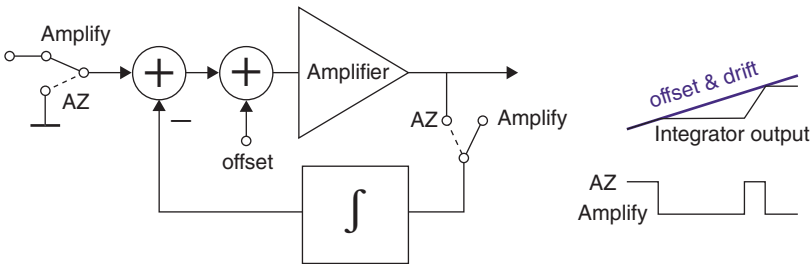 Amplify
AZ
+
+
Amplifier
−
offset
AZ
Amplify
∫
offset & drift
Integrator output
AZ
Amplify